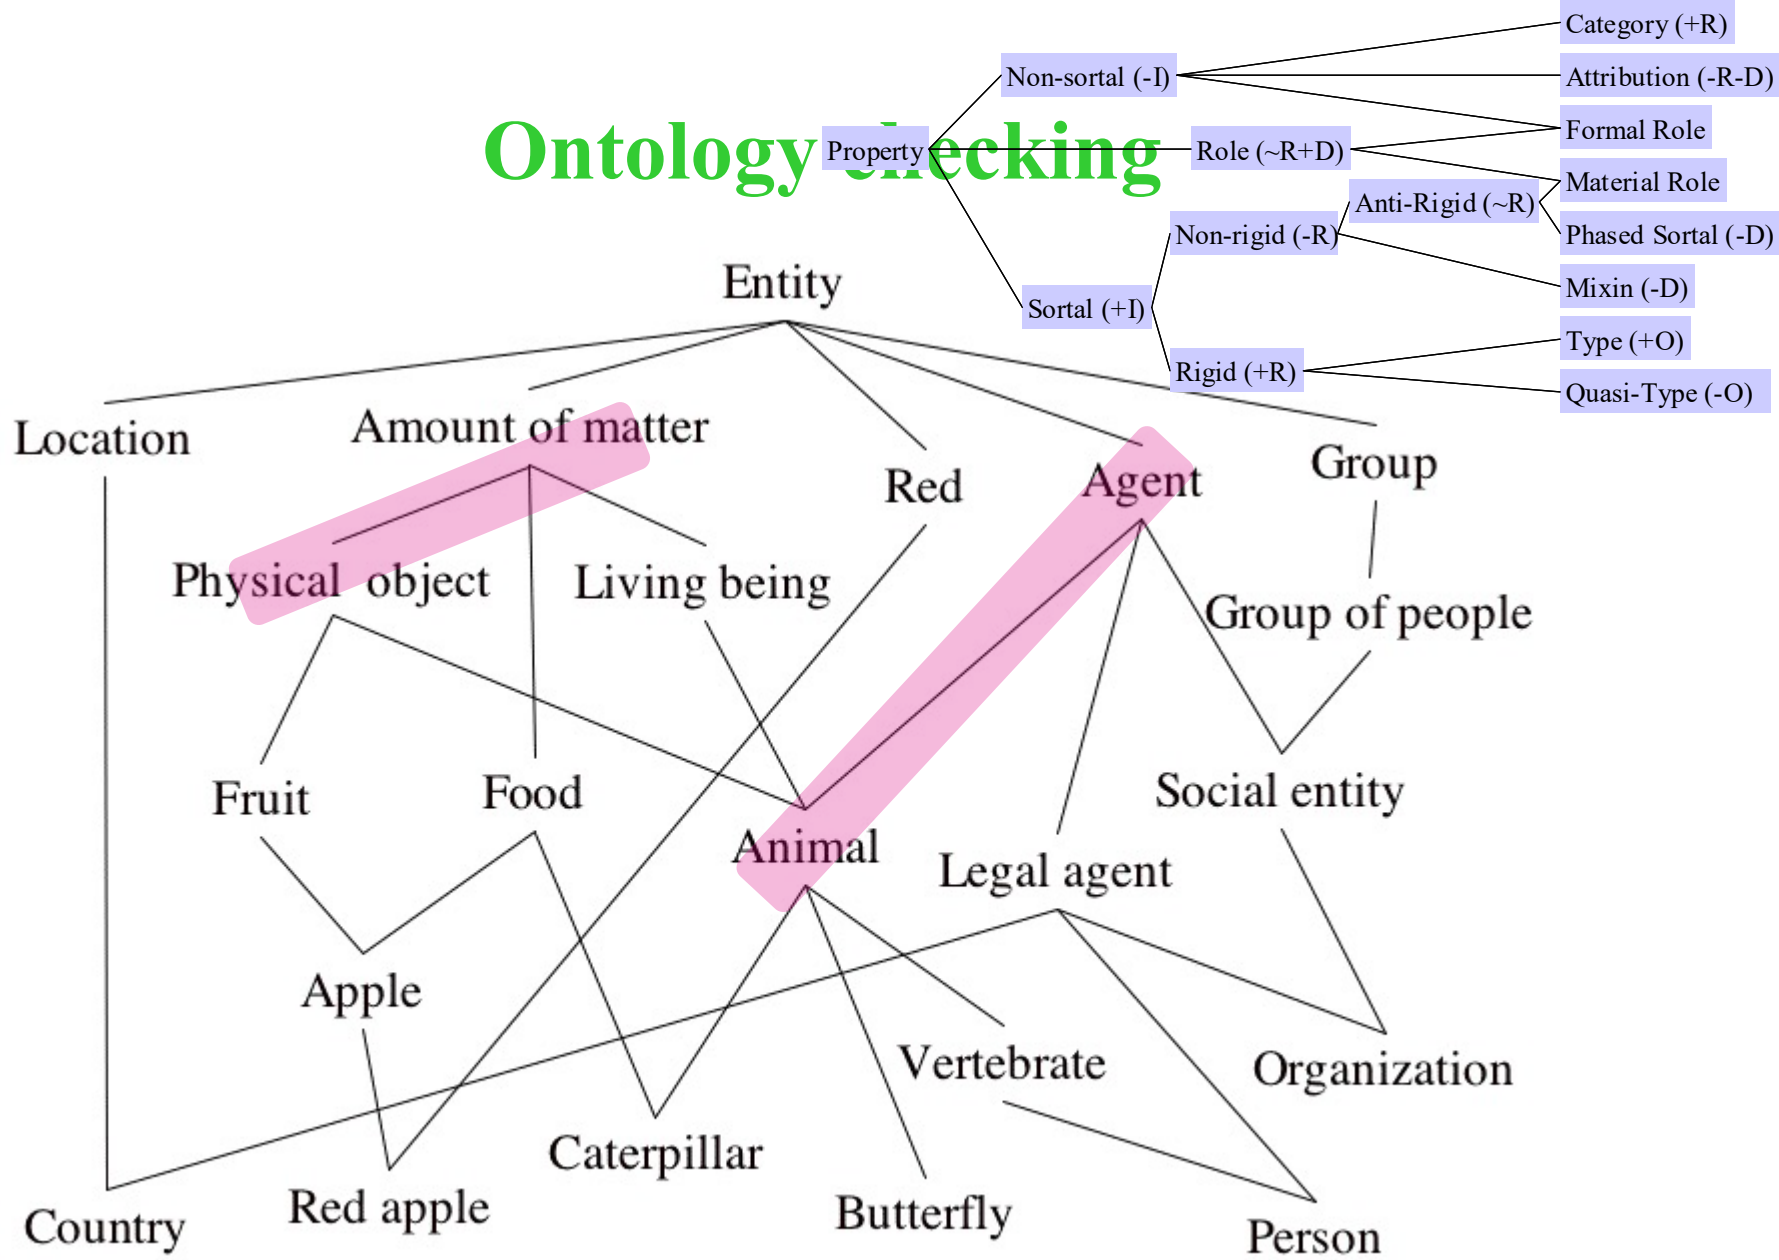 Category (+R)
Non-sortal (-I)
Attribution (-R-D)
Formal Role
Ontology checking
Property
Role (~R+D)
Material Role
Anti-Rigid (~R)
Non-rigid (-R)
Phased Sortal (-D)
Entity
Mixin (-D)
Sortal (+I)
Type (+O)
Rigid (+R)
Quasi-Type (-O)
Location
Amount of matter
Red
Agent
Group
Physical object
Living being
Group of people
Fruit
Food
Animal
Social entity
Legal agent
Apple
Vertebrate
Organization
Caterpillar
Country
Red apple
Butterfly
Person